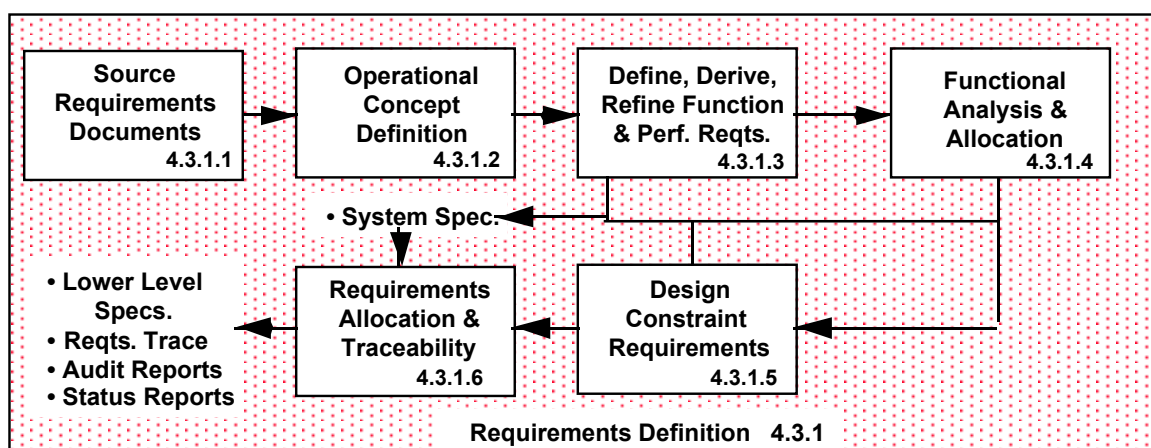 Source
Requirements
Documents
4.3.1.1
Operational
Concept
Definition
4.3.1.2
Define, Derive,
Refine Function
& Perf. Reqts.
4.3.1.3
Functional
Analysis &
Allocation
4.3.1.4
• System Spec.
• Lower Level
Specs.
• Reqts. Trace
• Audit Reports
• Status Reports
Requirements
Allocation &
Traceability
4.3.1.6
Design
Constraint
Requirements
4.3.1.5
Requirements Definition 4.3.1